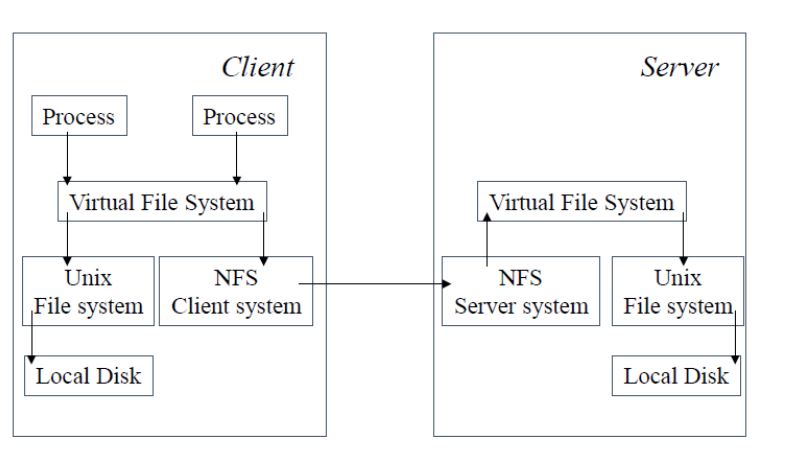 Client
Server
Process
Process
Virtual File System
Virtual File System
Unix
File system
NFS
Client system
NFS
Server system
Unix
File system
Local Disk
Local Disk